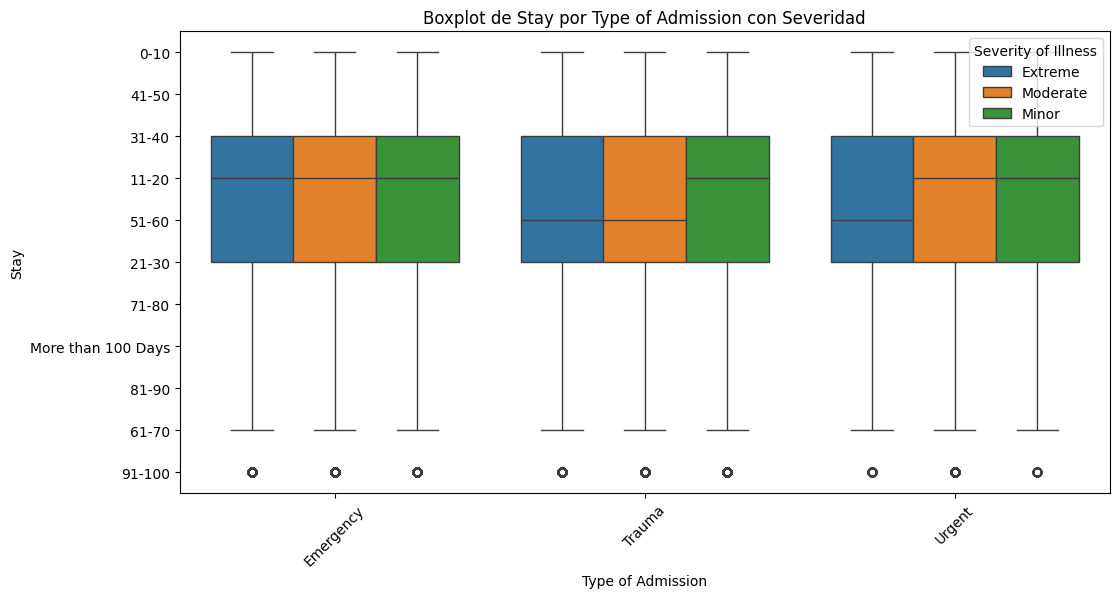 Boxplot de Stay por Type of Admission con Severidad
Severity of Illness
Extreme
Moderate
Minor
Stay
0-10
41-50
31-40
11-20
51-60
21-30
71-80
More than 100 Days
81-90
61-70
91-100
Emergency
Trauma
Urgent
Type of Admission